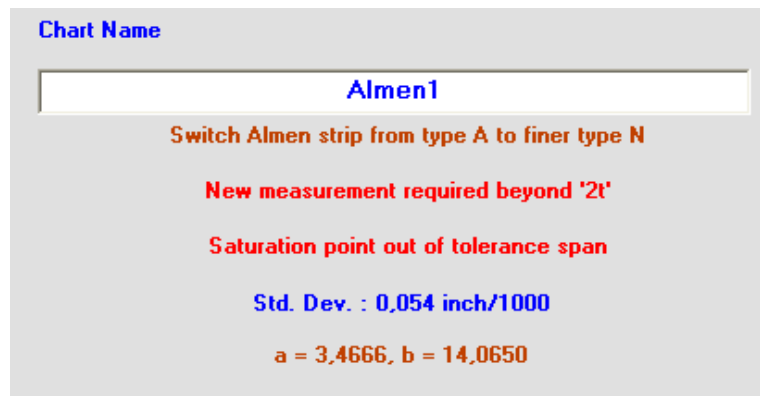 Chart Name
Almen1
Switch Almen strip from type A to finer type N
New measurement required beyond '2t'
Saturation point out of tolerance span
Std. Dev. : 0,054 inch/1000
a = 3,4666, b = 14,0650